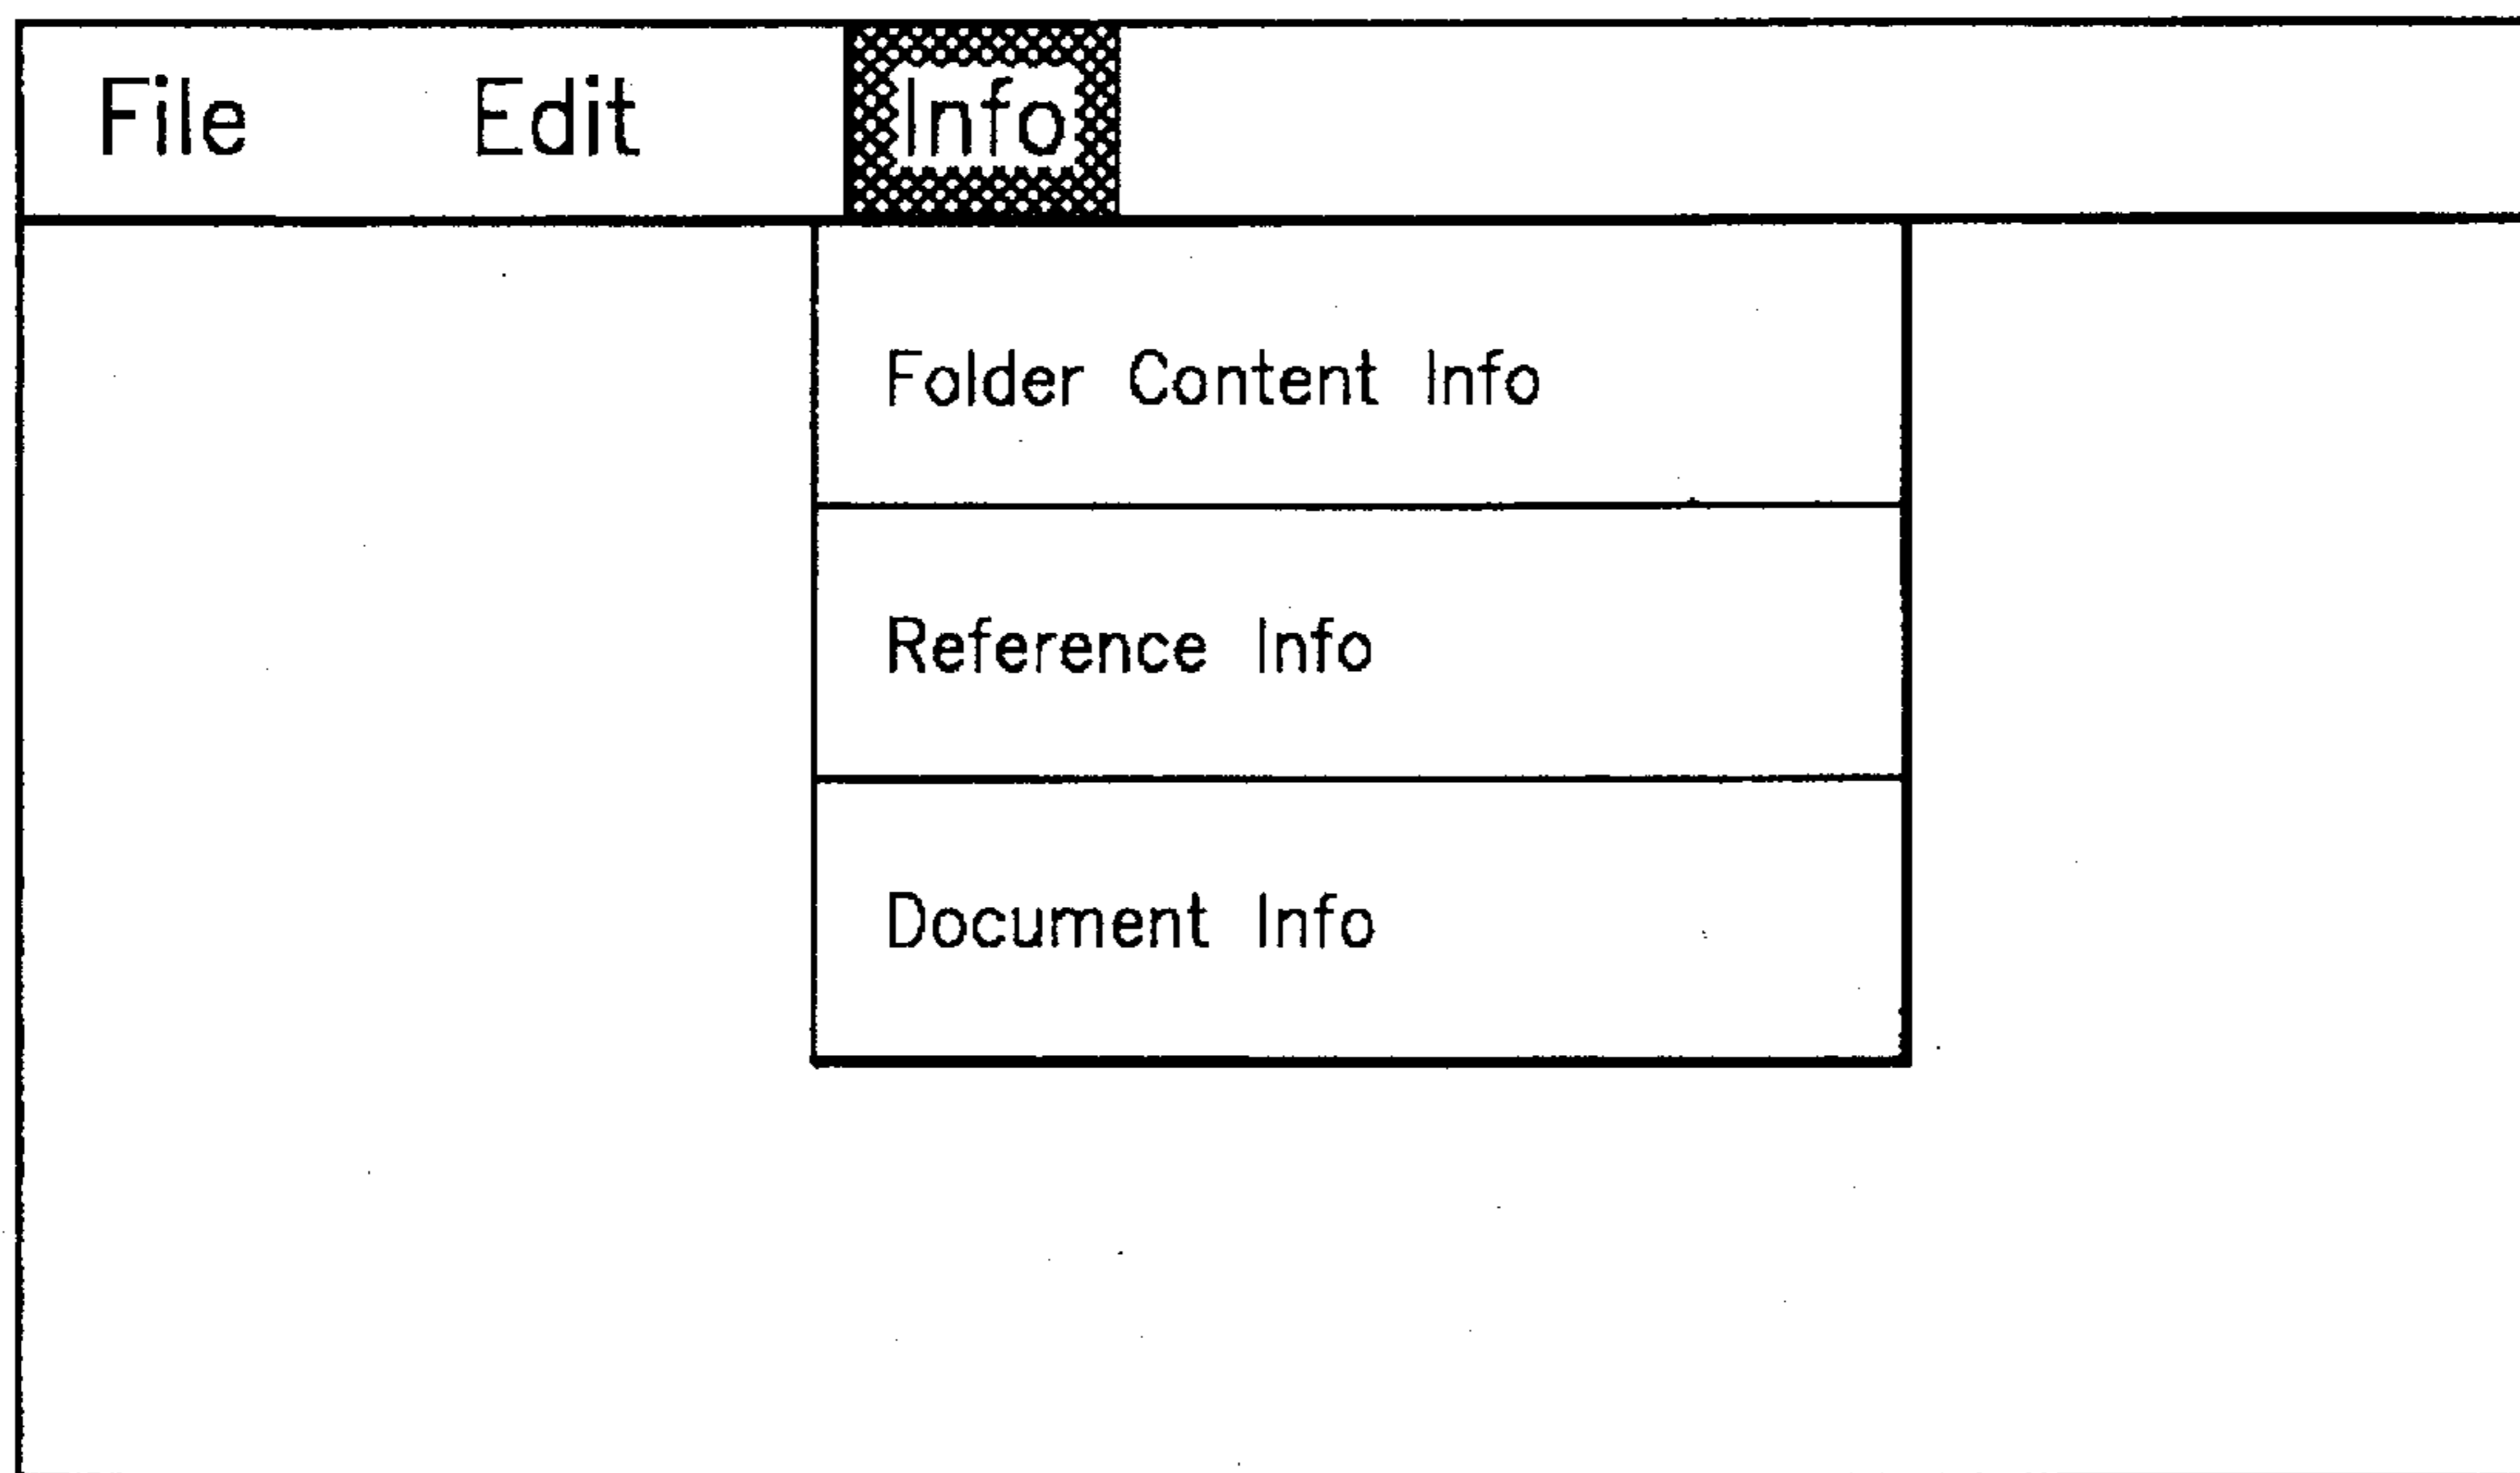 File Edit Info
Folder Content Info
Reference Info
Document Info